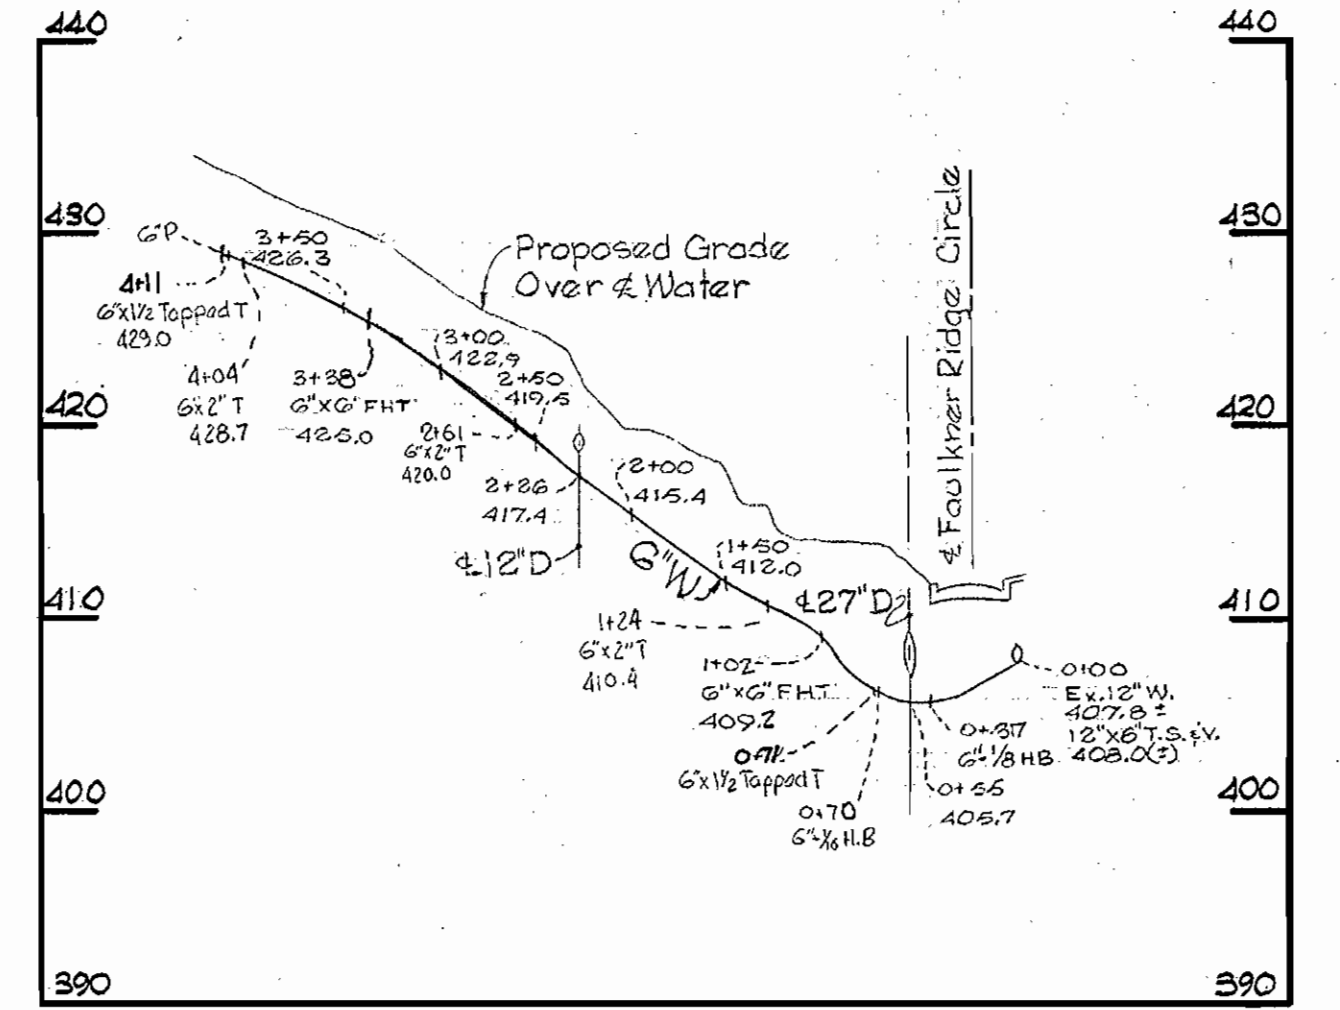 440
440
430
430
420
420
410
410
400
400
390
390
6"P
4+11
6"x1½ Tapped T
429.0
3+50
426.3
4+04
6"x2" T
428.7
3+38
6"x6" FHT
425.0
Proposed Grade
Over ℄ Water
3+00
422.9
2+50
419.5
2+61
6"x2"T
420.0
2+26
417.4
℄12"D
2+00
415.4
6"W
1+50
412.0
1+24
6"x2"T
410.4
1+02
6"x6" FHT
409.2
℄27"D
6"x1½ Tapped T
0+70
6"-1/16 H.B
℄ Faulkner Ridge Circle
0+00
Ex.12" W.
407.8 ±
12"x6" T.S.&V.
408.0(±)
0+37
6"-1/8 HB
0+55
405.7